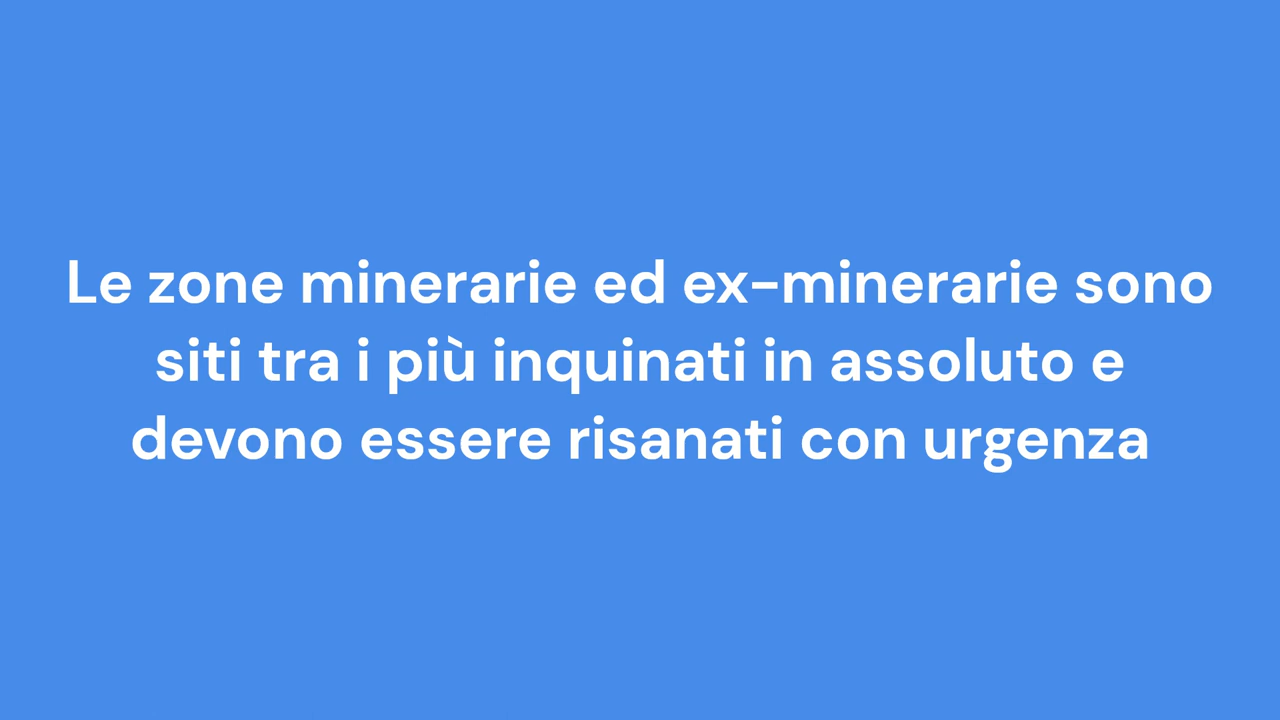 Le zone minerarie ed ex-minerarie sono
siti tra i più inquinati in assoluto e
devono essere risanati con urgenza